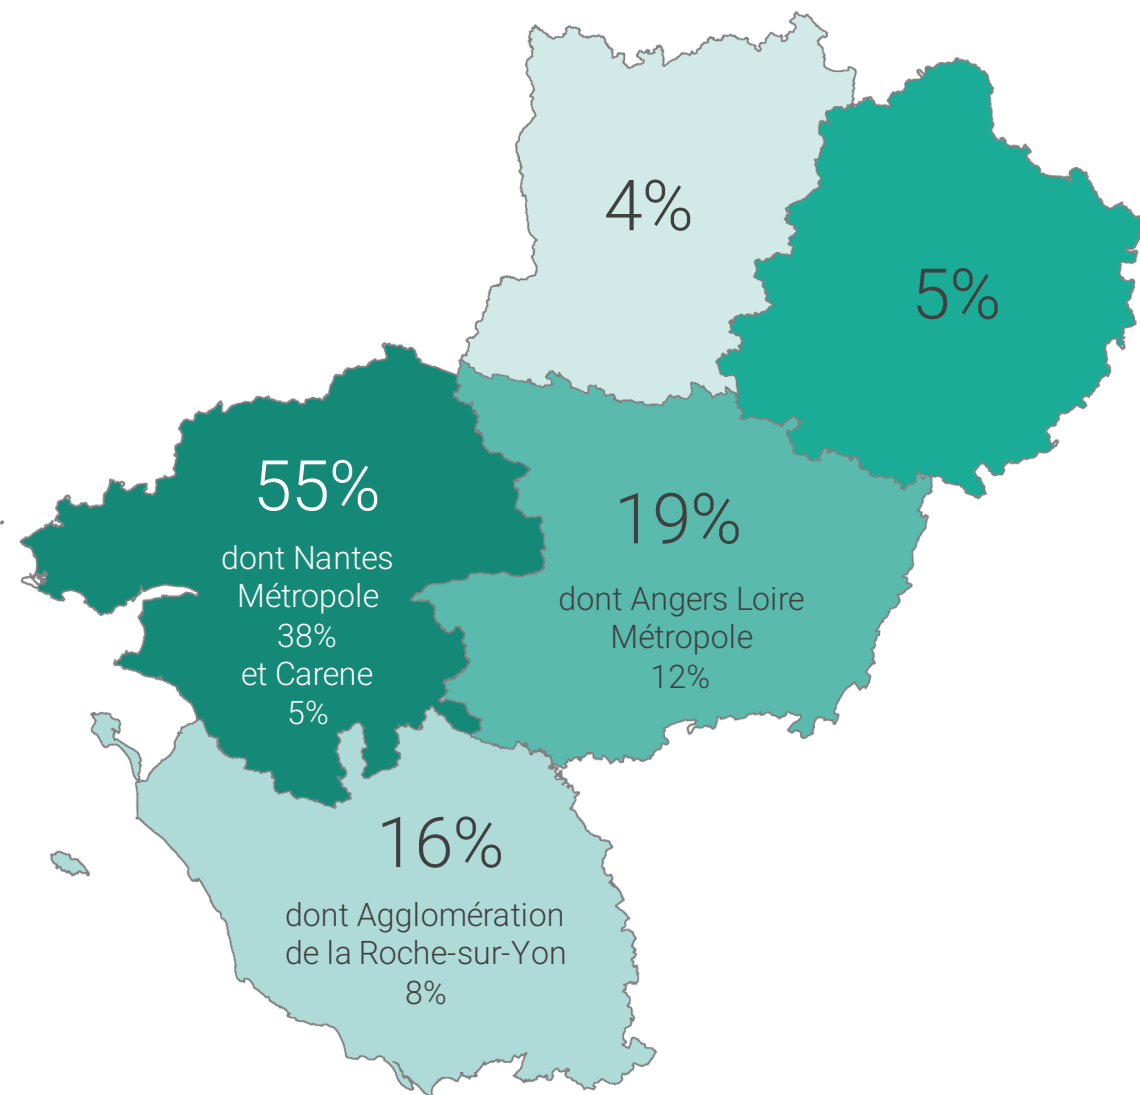 4%
5%
55%
dont Nantes
Métropole
38%
et Carene
5%
19%
dont Angers Loire
Métropole
12%
16%
dont Agglomération
de la Roche-sur-Yon
8%